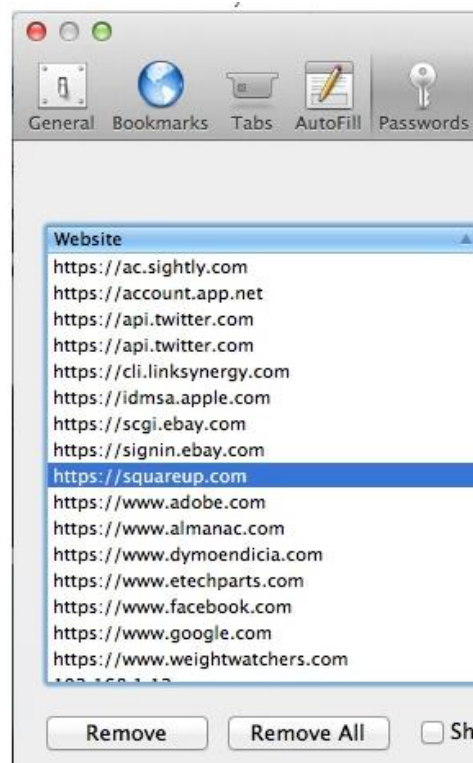 General Bookmarks Tabs AutoFill Passwords
Website
https://ac.sightly.com
https://account.app.net
https://api.twitter.com
https://api.twitter.com
https://cli.linksynergy.com
https://idmsa.apple.com
https://scgi.ebay.com
https://signin.ebay.com
https://squareup.com
https://www.adobe.com
https://www.almanac.com
https://www.dymoendicia.com
https://www.etechparts.com
https://www.facebook.com
https://www.google.com
https://www.weightwatchers.com
Remove Remove All Sh